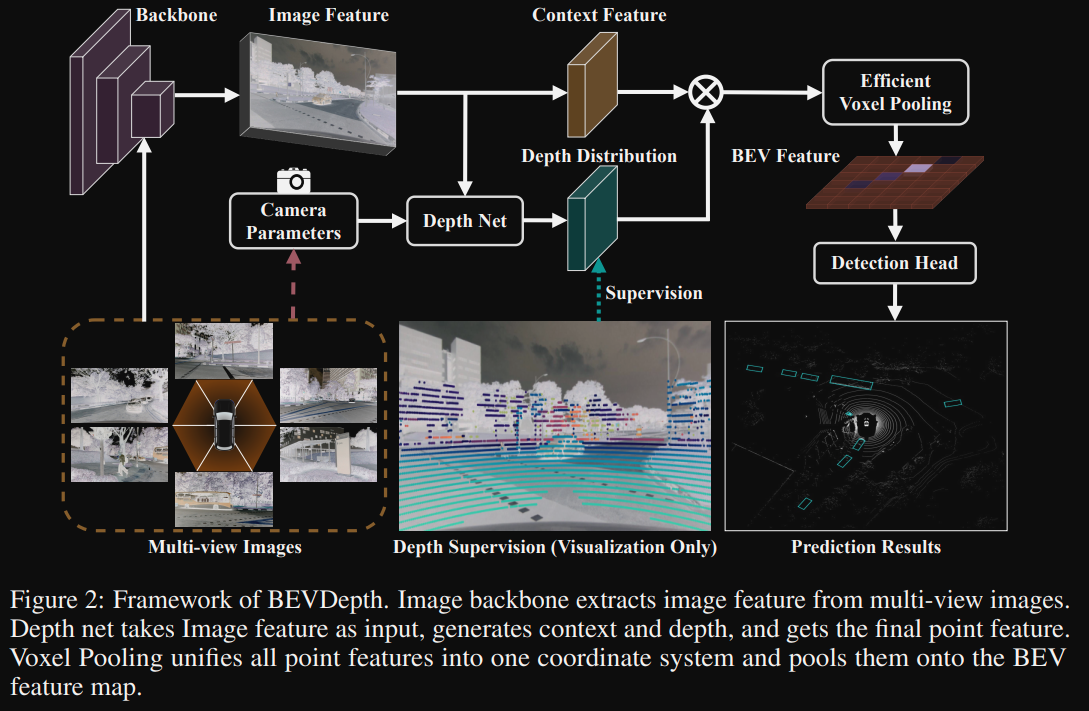 Backbone
Image Feature
Context Feature
Efficient
Voxel Pooling
Depth Distribution
BEV Feature
Camera
Parameters
Depth Net
Detection Head
Supervision
Multi-view Images
Depth Supervision (Visualization Only)
Prediction Results
Figure 2: Framework of BEVDepth. Image backbone extracts image feature from multi-view images.
Depth net takes Image feature as input, generates context and depth, and gets the final point feature.
Voxel Pooling unifies all point features into one coordinate system and pools them onto the BEV
feature map.